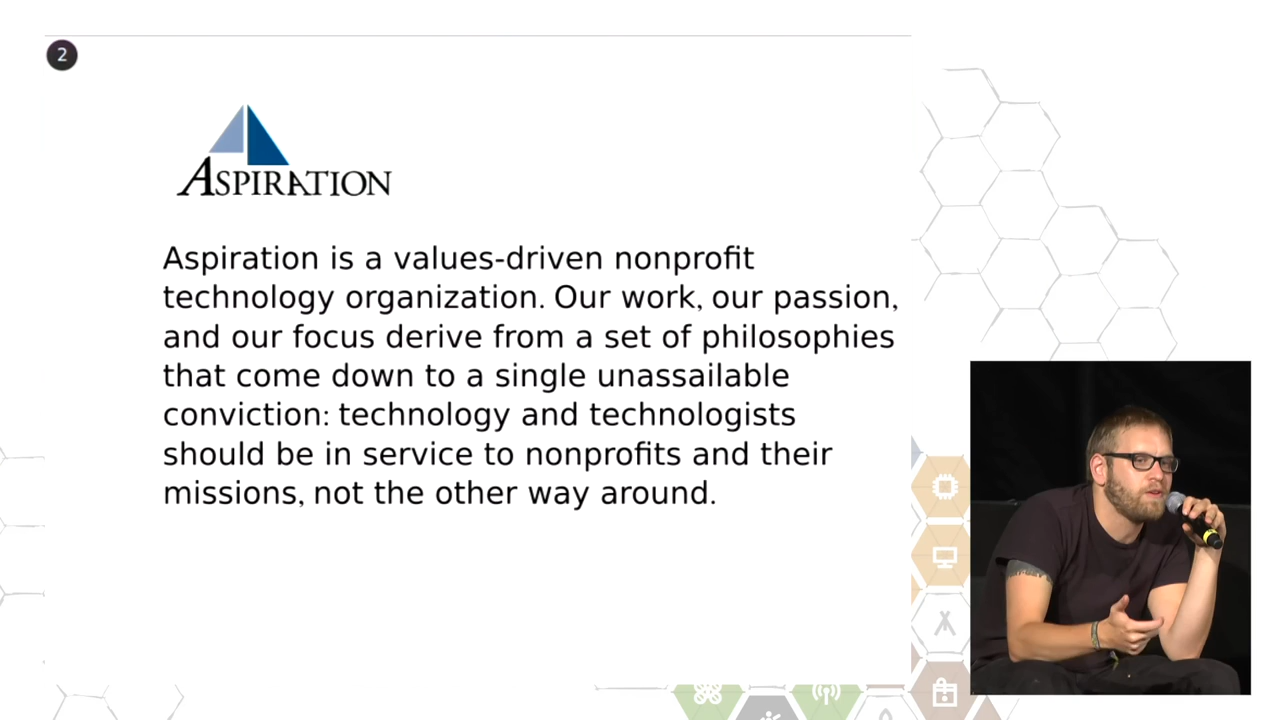 2
ASPIRATION
Aspiration is a values-driven nonprofit
technology organization. Our work, our passion,
and our focus derive from a set of philosophies
that come down to a single unassailable
conviction: technology and technologists
should be in service to nonprofits and their
missions, not the other way around.